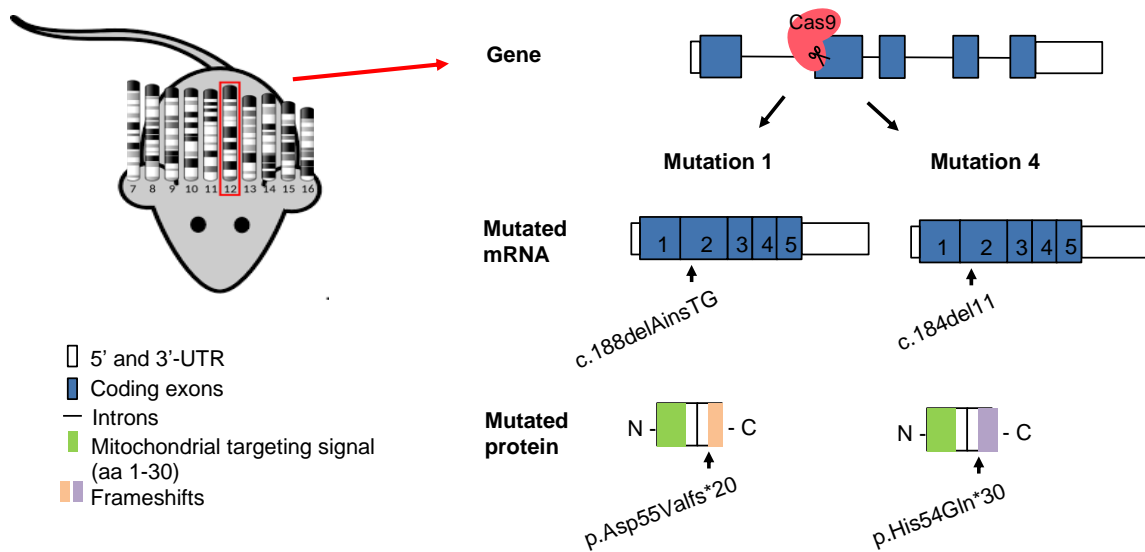 Cas9
Gene
Mutation 1
Mutation 4
7 8 9 10 11 12 13 14 15 16
Mutated
mRNA
1 2 3 4 5
1 2 3 4 5
c.188delAinsTG
c.184del11
5’ and 3’-UTR
Coding exons
Introns
Mitochondrial targeting signal
(aa 1-30)
Frameshifts
Mutated
protein
N - - C
N - - C
p.Asp55Valfs*20
p.His54Gln*30